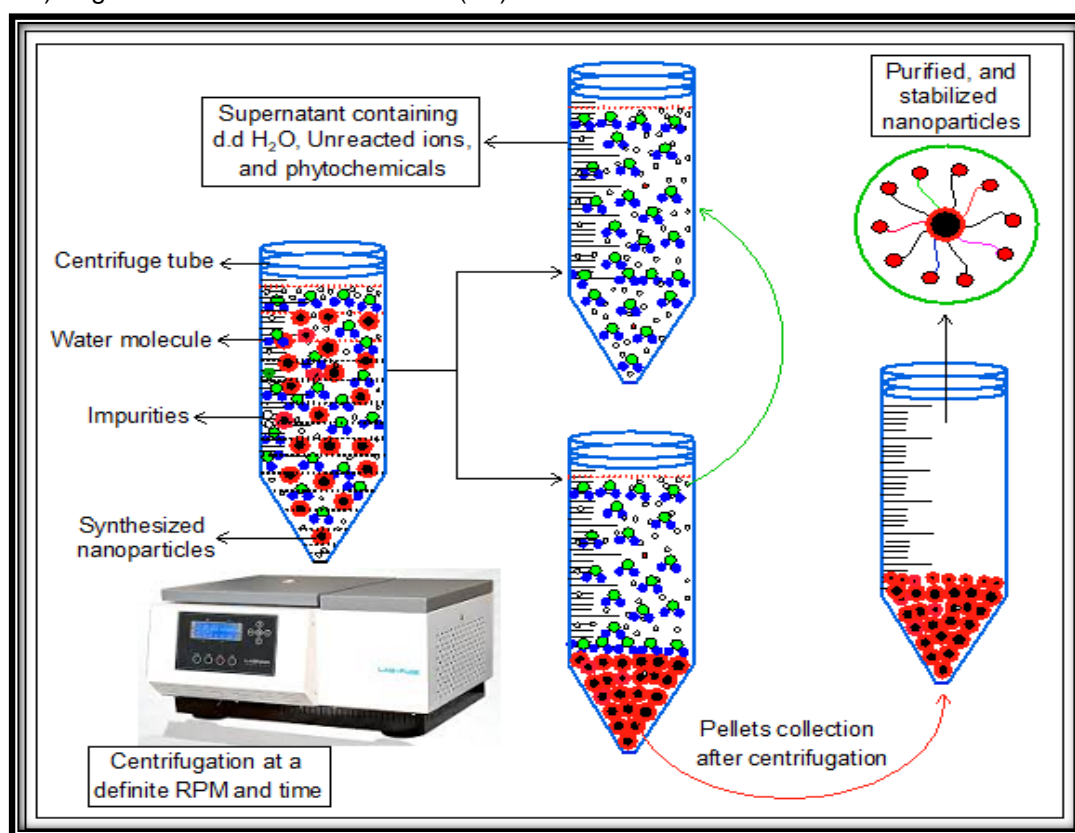 Supernatant containing
d.d H₂O, Unreacted ions,
and phytochemicals
Purified, and
stabilized
nanoparticles
Centrifuge tube
Water molecule
Impurities
Synthesized
nanoparticles
Centrifugation at a
definite RPM and time
Pellets collection
after centrifugation